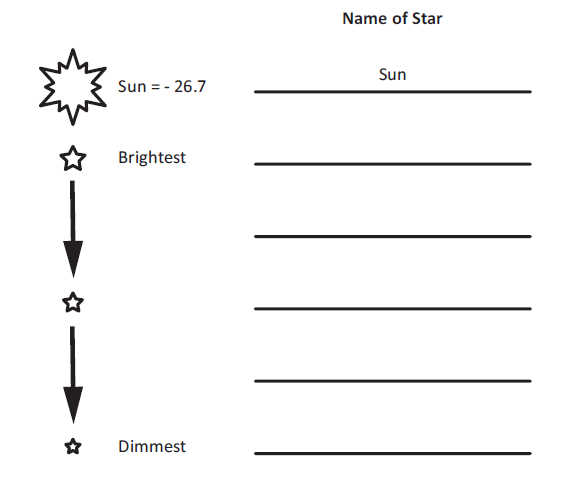 Name of Star
Sun = - 26.7
Sun
Brightest
Dimmest